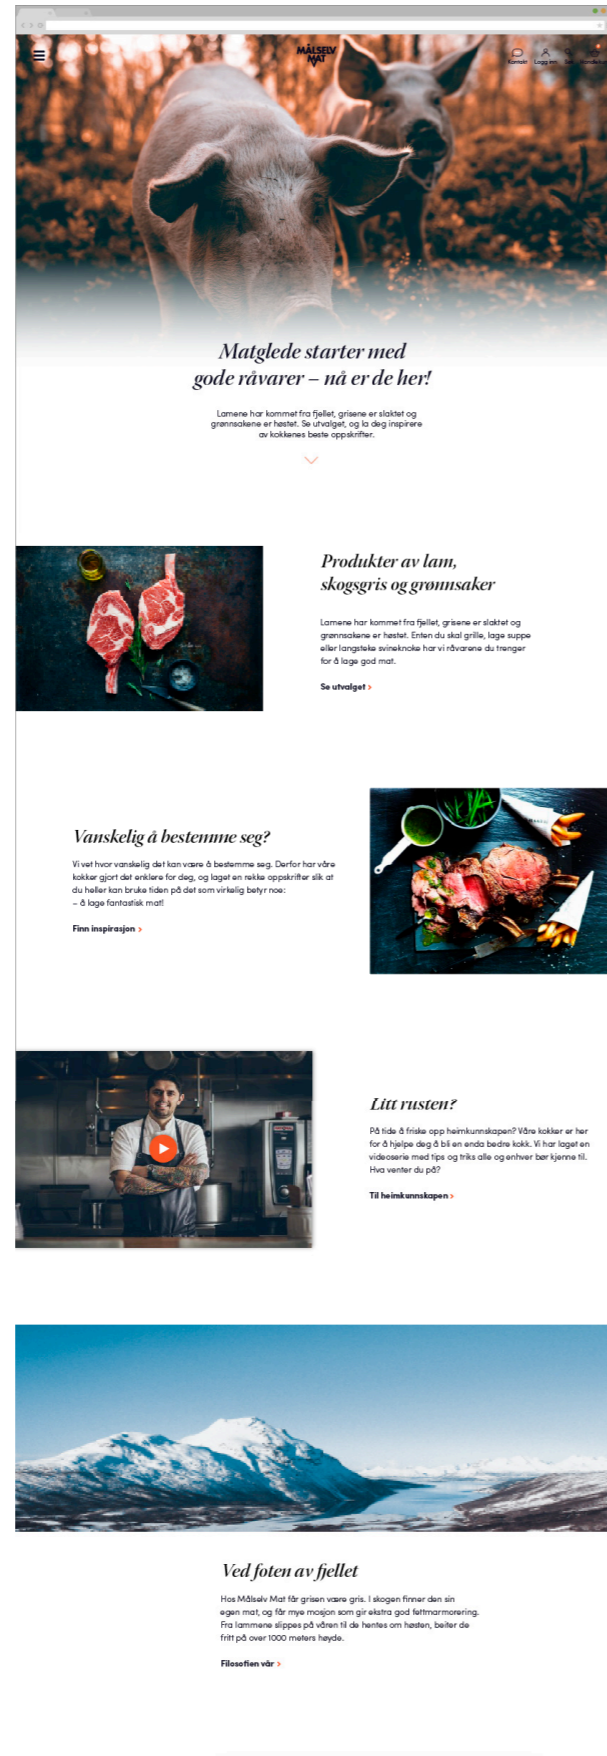 MÅLSELV
MAT
Kontakt
Logg inn
Søk
Matglede starter med
gode råvarer – nå er de her!
Lamene har kommet fra fjellet, grisene er slaktet og
grønnsakene er høstet. Se utvalget, og la deg inspirere
av kokkenes beste oppskrifter.
Produkter av lam,
skogsgris og grønnsaker
Lamene har kommet fra fjellet, grisene er slaktet og
grønnsakene er høstet. Enten du skal grille, lage suppe
eller langsteke svineknoke har vi råvarene du trenger
for å lage god mat.
Se utvalget >
Vanskelig å bestemme seg?
Vi vet hvor vanskelig det kan være å bestemme seg. Derfor har våre
kokker gjort det enklere for deg, og laget en rekke oppskrifter slik at
du heller kan bruke tiden på det som virkelig betyr noe:
– å lage fantastisk mat!
Finn inspirasjon >
Litt rusten?
På tide å friske opp heimkunnskapen? Våre kokker er her
for å hjelpe deg å bli en enda bedre kokk. Vi har laget en
videoserie med tips og triks alle og enhver bør kjenne til.
Hva venter du på?
Til heimkunnskapen >
Ved foten av fjellet
Hos Målselv Mat får grisen være gris. I skogen finner den sin
egen mat, og får mye mosjon som gir ekstra god fettmarmorering.
Fra lammene slippes på våren til de hentes om høsten, beiter de
fritt på over 1000 meters høyde.
Filosofien vår >